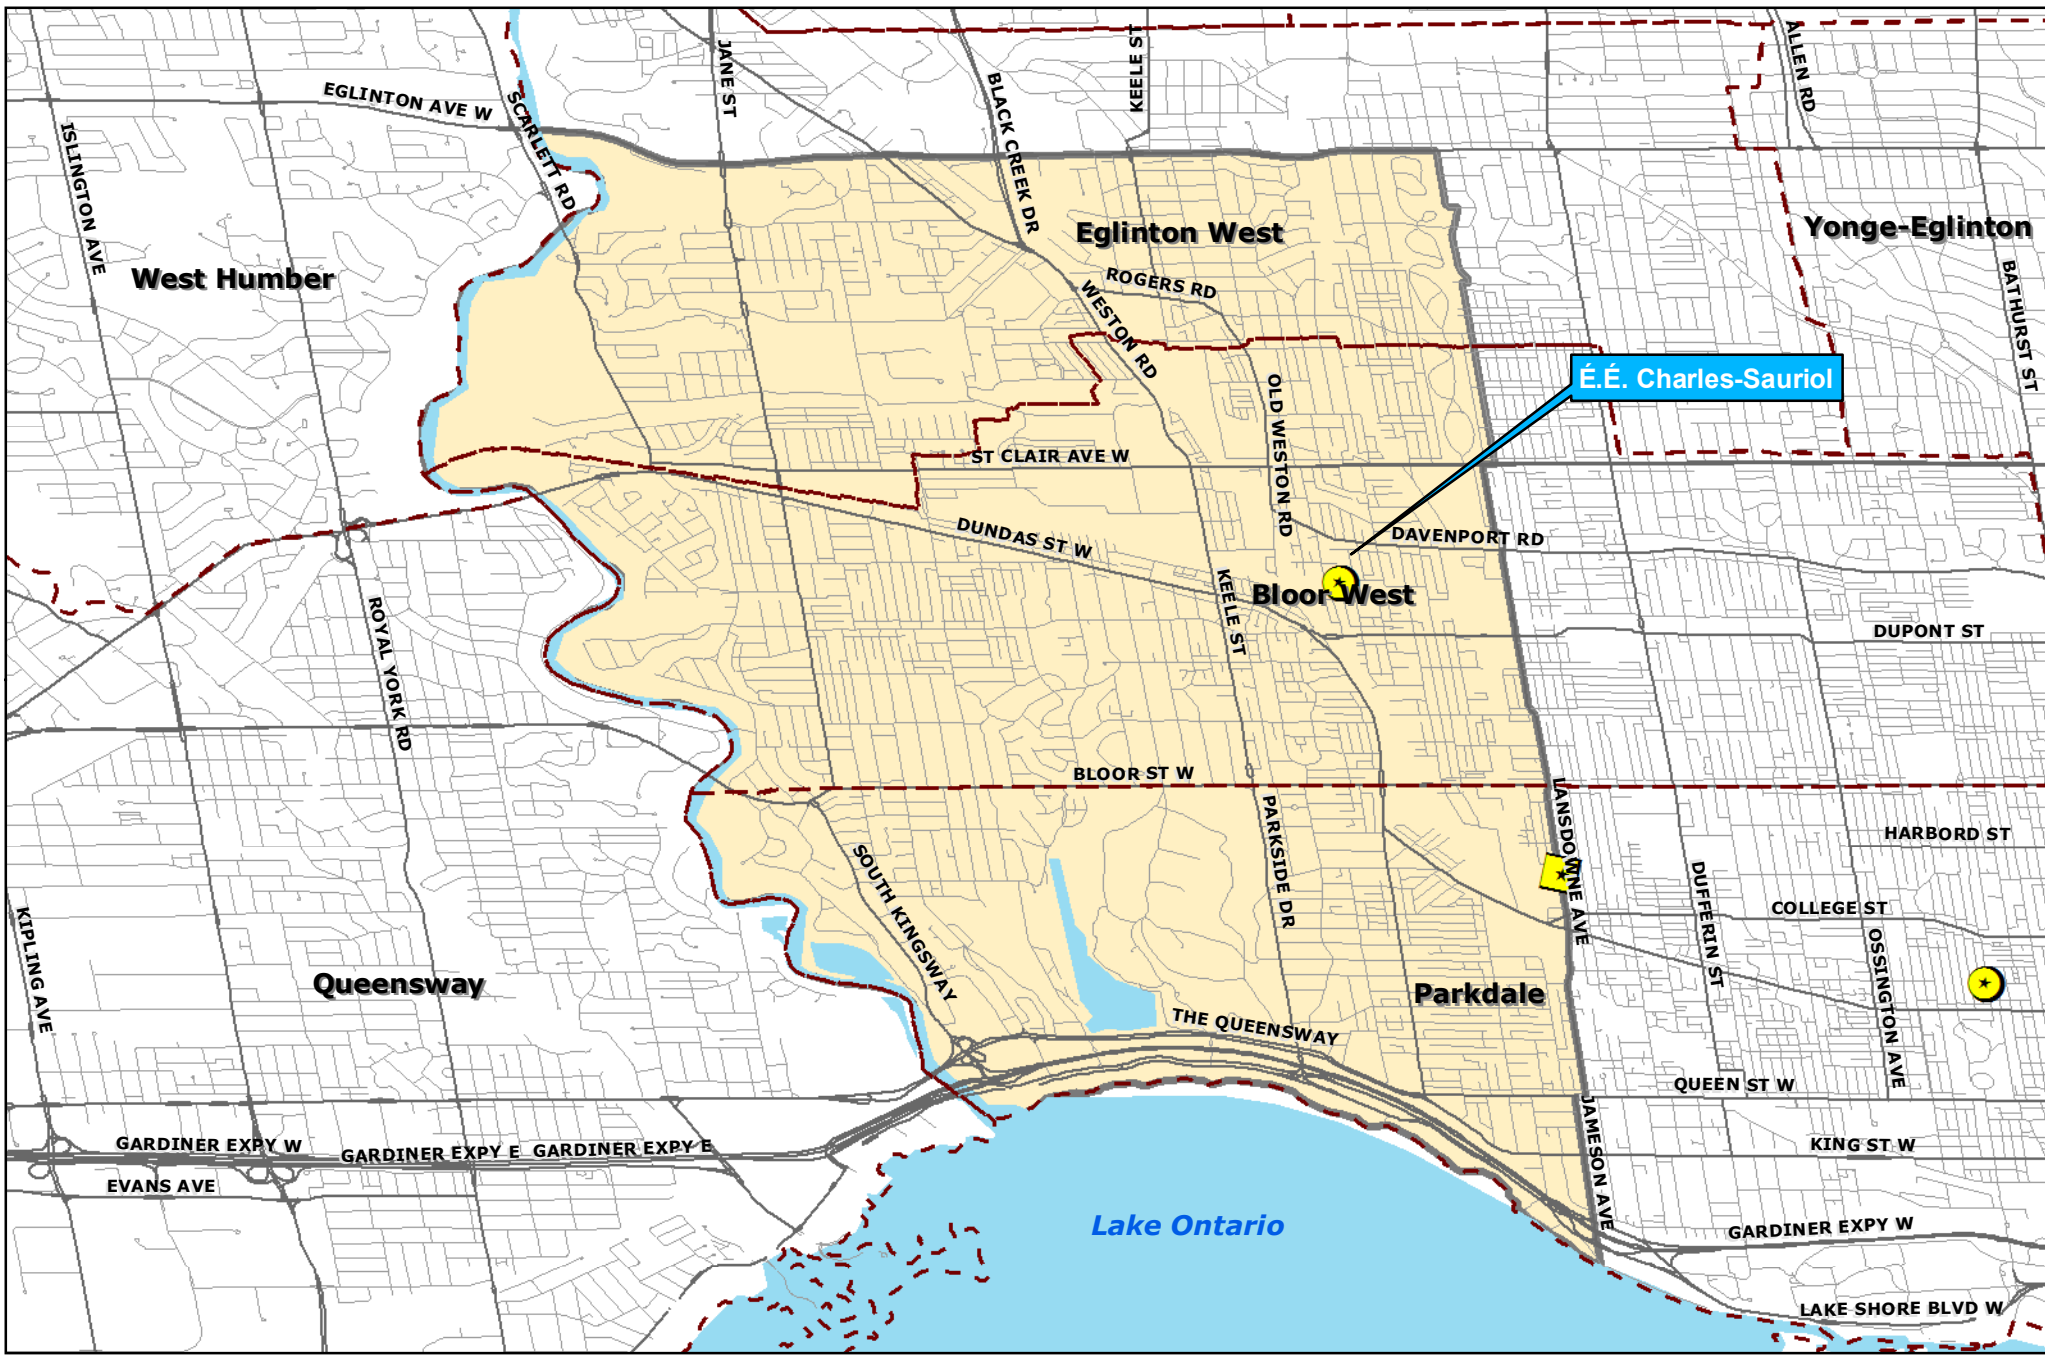 EGLINTON AVE W
SCARLETT RD
JANE ST
BLACK CREEK DR
KEELE ST
ALLEN RD
ISLINGTON AVE
West Humber
Eglinton West
Yonge-Eglinton
BATHURST ST
ROGERS RD
WESTON RD
É.É. Charles-Sauriol
OLD WESTON RD
ST CLAIR AVE W
DUNDAS ST W
DAVENPORT RD
KEELE ST
Bloor West
ROYAL YORK RD
DUPONT ST
BLOOR ST W
LANSDOWNE AVE
PARKSIDE DR
HARBORD ST
SOUTH KINGSWAY
DUFFERIN ST
COLLEGE ST
OSSINGTON AVE
KIPLING AVE
Queensway
Parkdale
THE QUEENSWAY
QUEEN ST W
JAMESON AVE
KING ST W
GARDINER EXPY W
GARDINER EXPY E
GARDINER EXPY E
EVANS AVE
Lake Ontario
GARDINER EXPY W
LAKE SHORE BLVD W